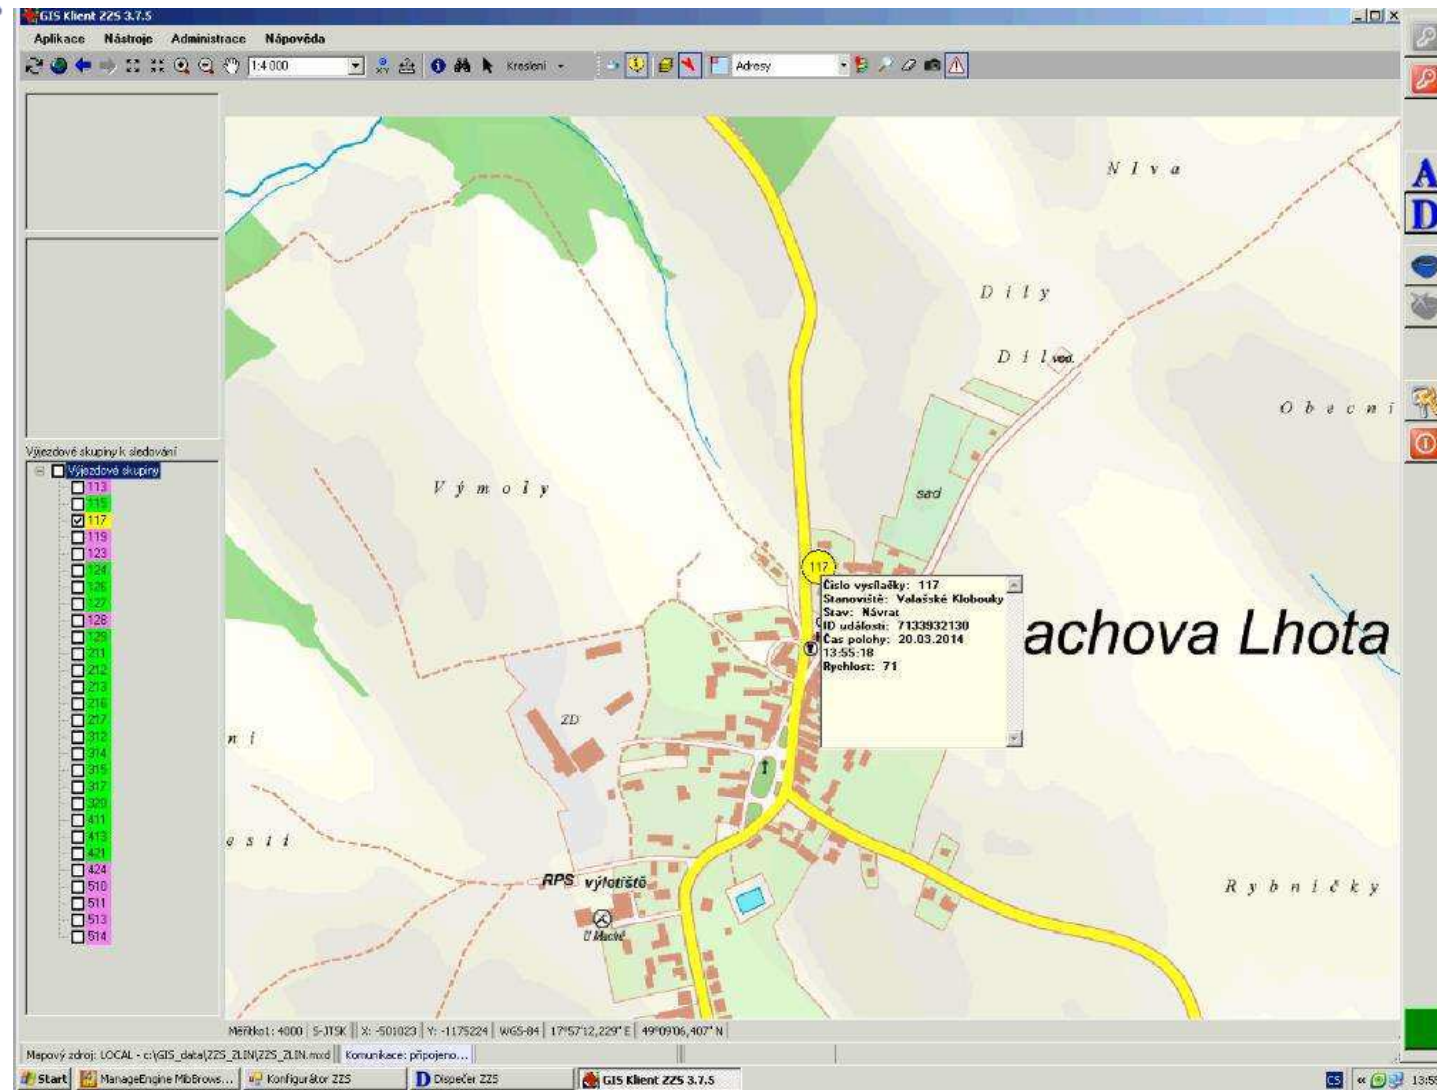 GIS Klient ZZS 3.7.5
Aplikace Nástroje Administrace Nápověda
1:4 000
Kreslení
Adresy
A
D
Výjezdové skupiny k sledování
Výjezdové skupiny
113
115
117
119
123
124
126
127
128
129
211
212
213
216
217
312
314
315
317
320
411
413
421
424
510
511
513
514
N i v a
D í l y
D í l
vod.
O b e c n í
V ý m o l y
sad
117
Číslo vysílačky: 117
Stanoviště: Valašské Klobouky
Stav: Návrat
ID události: 7133932130
Čas polohy: 20.03.2014
13:55:18
Rychlost: 71
achova Lhota
ZD
n í
e s t í
RPS výletiště
U Macků
R y b n í č k y
Měřítko1: 4000 S-JTSK X: -501023 Y: -1175224 WGS-84 17°57'12,229" E 49°09'06,407" N
Mapový zdroj: LOCAL - c:\GIS_data\ZZS_ZLIN\ZZS_ZLIN.mxd Komunikace: připojeno...
Start ManageEngine MibBrows... Konfigurátor ZZS D Dispečer ZZS GIS Klient ZZS 3.7.5 CS «